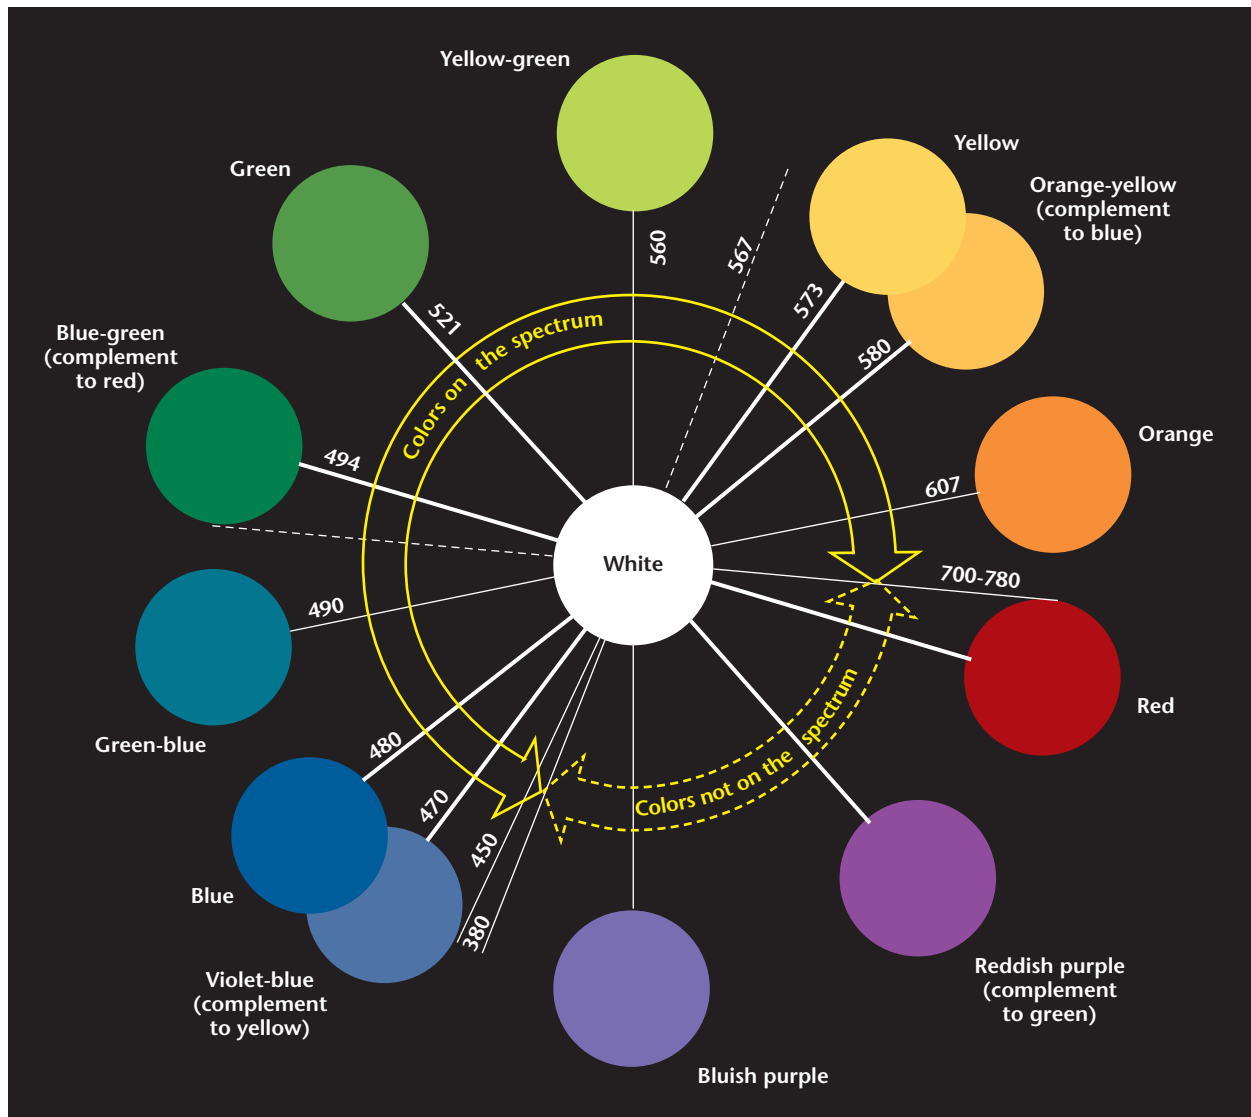 Yellow-green
Yellow
Green
Orange-yellow
(complement
to blue)
560
567
573
521
580
Colors on the spectrum
Blue-green
(complement
to red)
Orange
494
607
White
700-780
490
Red
Green-blue
480
Colors not on the spectrum
470
450
Blue
380
Violet-blue
(complement
to yellow)
Reddish purple
(complement
to green)
Bluish purple